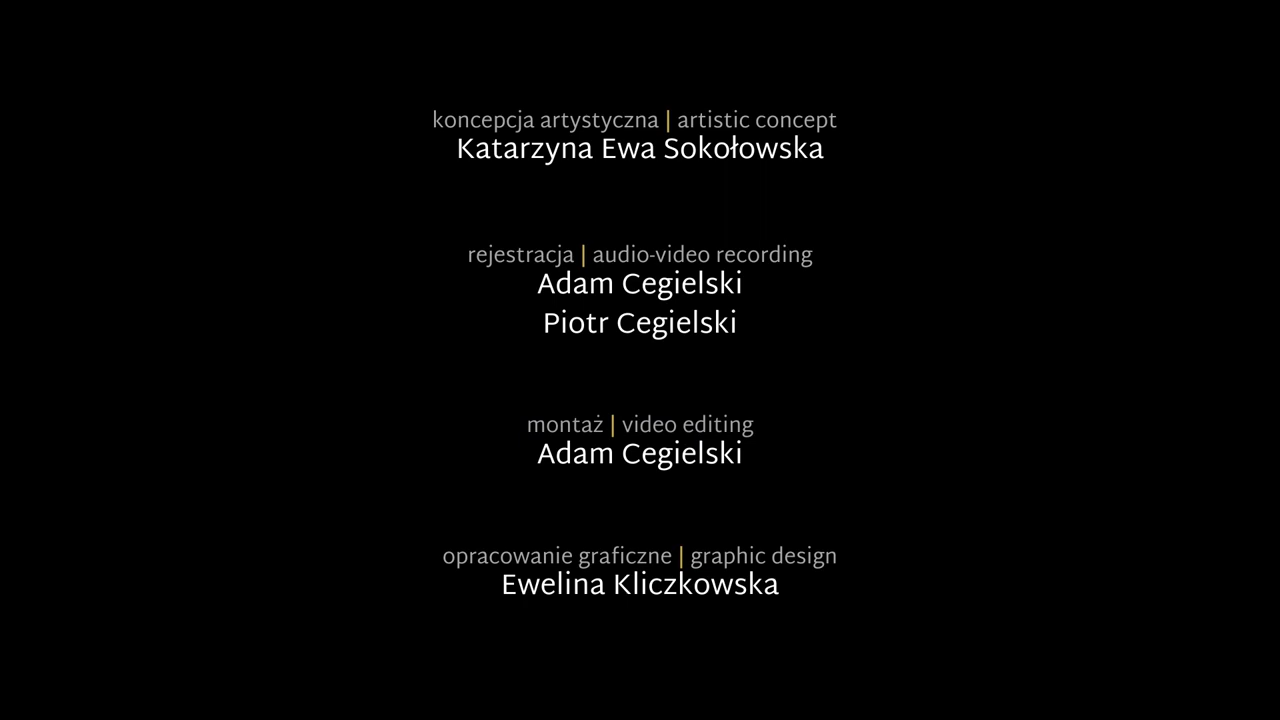 koncepcja artystyczna | artistic concept
Katarzyna Ewa Sokołowska
rejestracja | audio-video recording
Adam Cegielski
Piotr Cegielski
montaż | video editing
Adam Cegielski
opracowanie graficzne | graphic design
Ewelina Kliczkowska